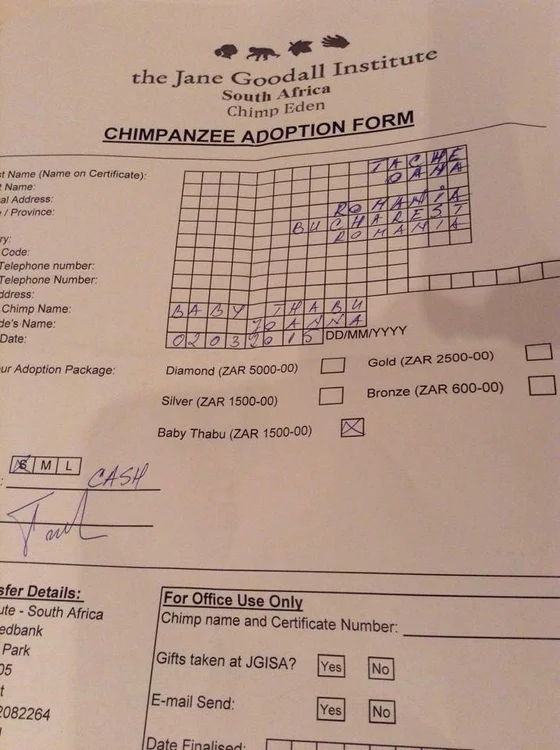 the Jane Goodall Institute
South Africa
Chimp Eden
CHIMPANZEE ADOPTION FORM
st Name (Name on Certificate): TACHE
t Name: OANA
al Address:
e / Province: ROMANIA
BUCHAREST
ry: ROMANIA
Code:
Telephone number:
Telephone Number:
ddress:
Chimp Name: BABY THABU
de's Name: JOANNA
Date: 02032015 DD/MM/YYYY
ur Adoption Package: Diamond (ZAR 5000-00) Gold (ZAR 2500-00)
Silver (ZAR 1500-00) Bronze (ZAR 600-00)
Baby Thabu (ZAR 1500-00) X
S M L
: CASH
sfer Details:
ute - South Africa
edbank
Park
05
t
2082264
For Office Use Only
Chimp name and Certificate Number:
Gifts taken at JGISA? Yes No
E-mail Send: Yes No
Date Finalised: